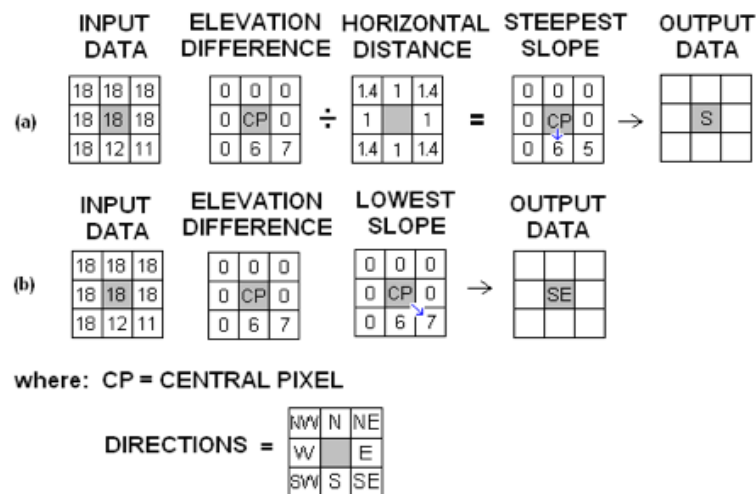 INPUT DATA ELEVATION DIFFERENCE HORIZONTAL DISTANCE STEEPEST SLOPE OUTPUT DATA
(a)
18 18 18 0 0 0 1.4 1 1.4 0 0 0
18 18 18 0 CP 0 ÷ 1 1 = 0 CP 0 → S
18 12 11 0 6 7 1.4 1 1.4 0 6 5
INPUT DATA ELEVATION DIFFERENCE LOWEST SLOPE OUTPUT DATA
(b)
18 18 18 0 0 0 0 0 0
18 18 18 0 CP 0 0 CP 0 → SE
18 12 11 0 6 7 0 6 7
where: CP = CENTRAL PIXEL
DIRECTIONS =
NW N NE
W E
SW S SE